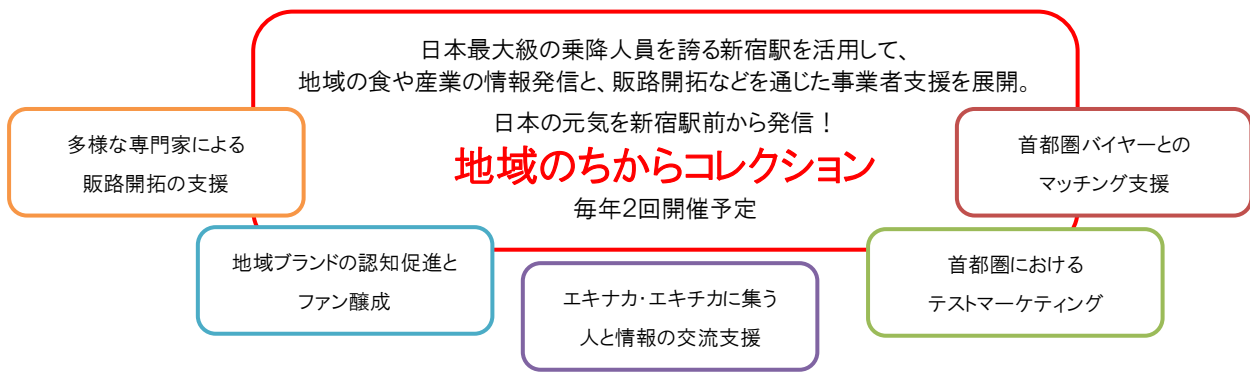 日本最大級の乗降人員を誇る新宿駅を活用して、
地域の食や産業の情報発信と、販路開拓などを通じた事業者支援を展開。
日本の元気を新宿駅前から発信！
地域のちからコレクション
毎年2回開催予定
多様な専門家による
販路開拓の支援
地域ブランドの認知促進と
ファン醸成
エキナカ・エキチカに集う
人と情報の交流支援
首都圏における
テストマーケティング
首都圏バイヤーとの
マッチング支援